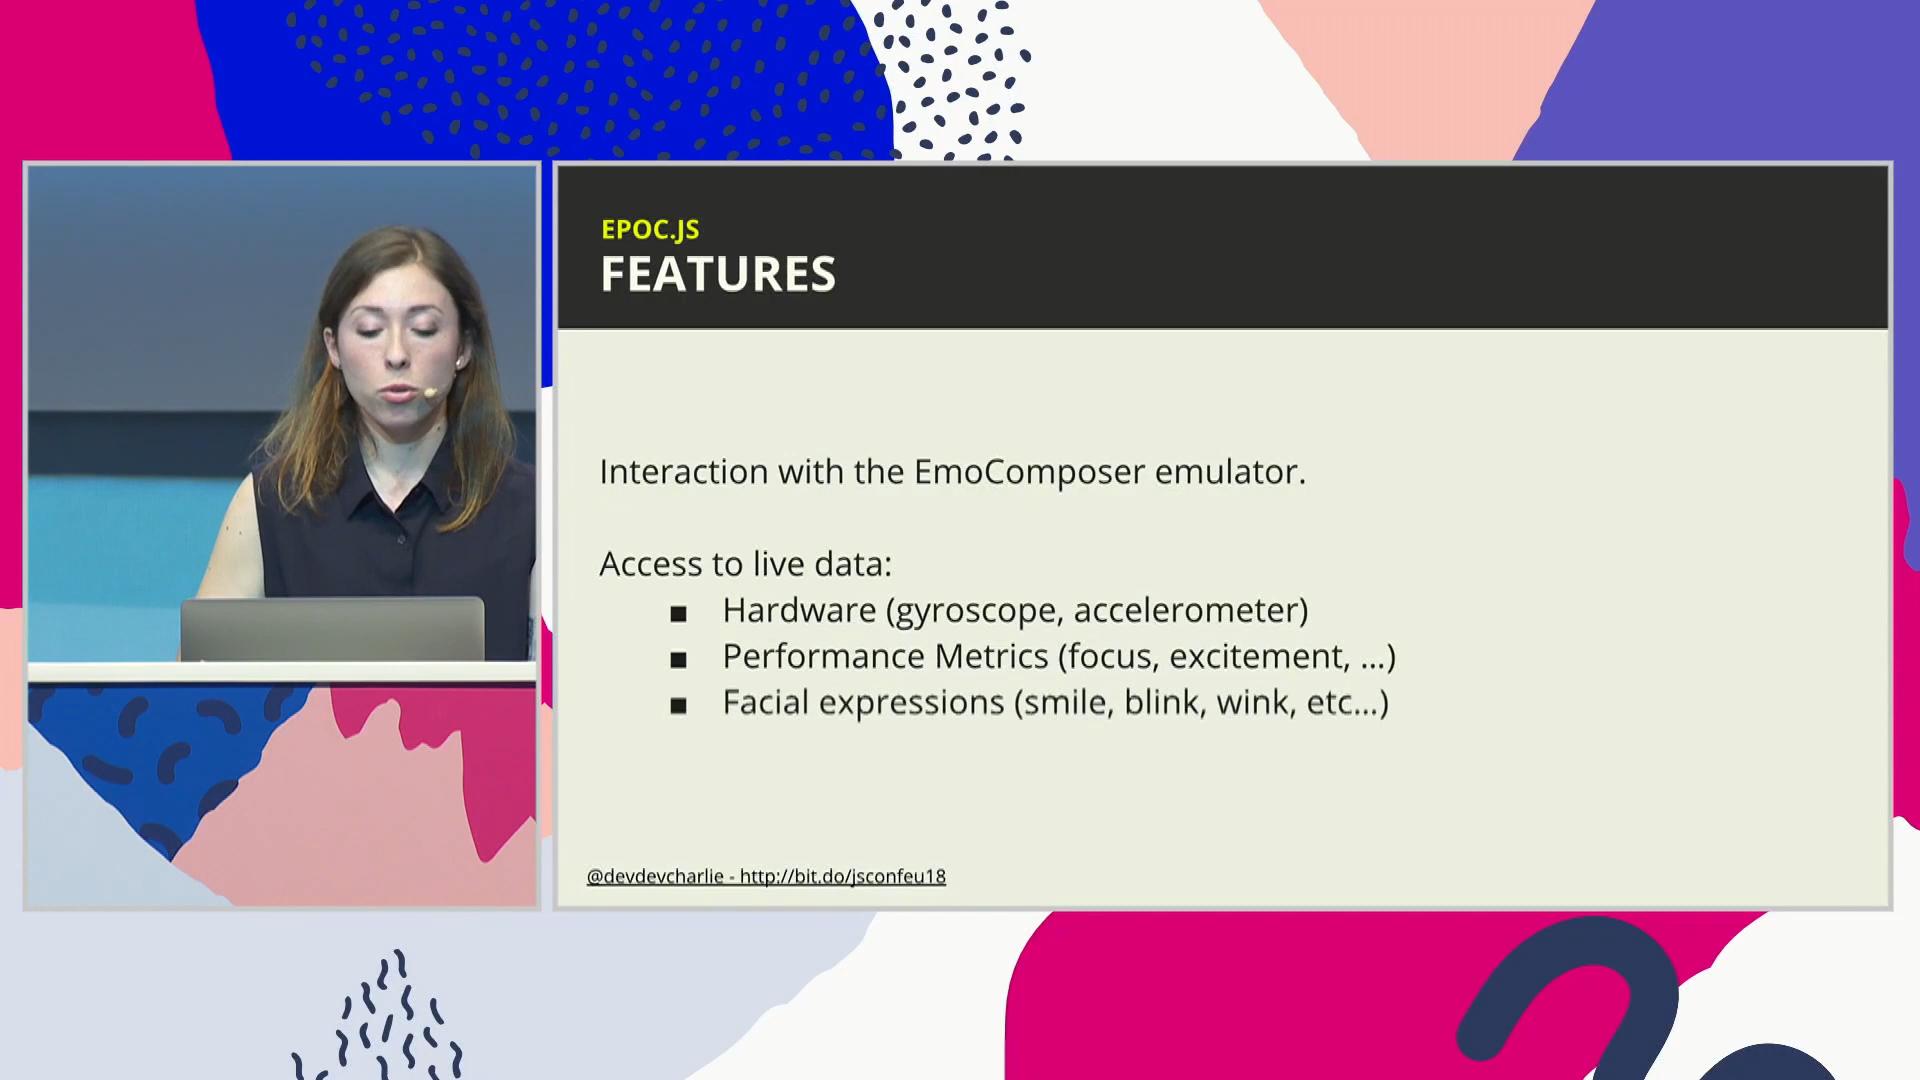 EPOC.JS
FEATURES
Interaction with the EmoComposer emulator.
Access to live data:
■ Hardware (gyroscope, accelerometer)
■ Performance Metrics (focus, excitement, ...)
■ Facial expressions (smile, blink, wink, etc...)
@devdevcharlie - http://bit.do/jsconfeu18